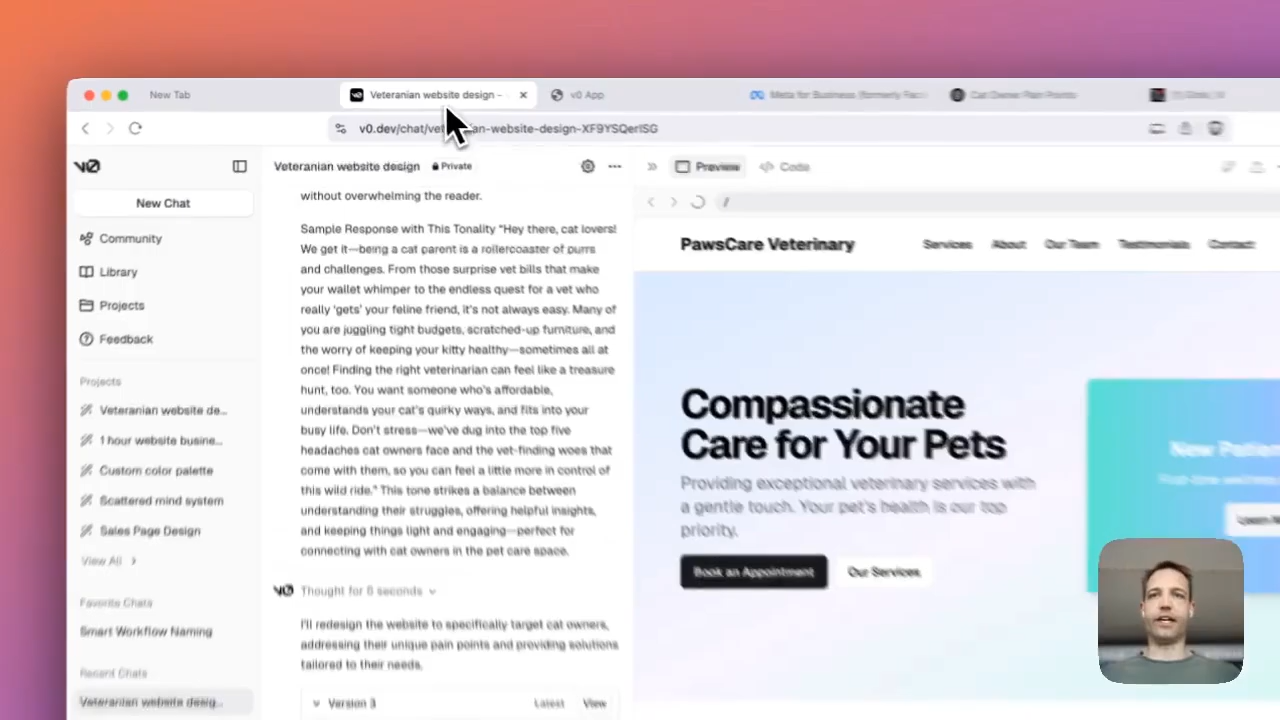 New Tab
Veteranian website design -
v0 App
Meta for Business (formerly Fac
Cat Owner Pain Points
v0.dev/chat/vet an-website-design-XF9YSQerlSG
v0
Veteranian website design
Private
Preview
Code
New Chat
/
Community
Library
Projects
Feedback
Projects
Veteranian website de...
1 hour website busine...
Custom color palette
Scattered mind system
Sales Page Design
View All
Favorite Chats
Smart Workflow Naming
Recent Chats
Veteranian website desig...
without overwhelming the reader.
Sample Response with This Tonality "Hey there, cat lovers!
We get it—being a cat parent is a rollercoaster of purrs
and challenges. From those surprise vet bills that make
your wallet whimper to the endless quest for a vet who
really 'gets' your feline friend, it's not always easy. Many of
you are juggling tight budgets, scratched-up furniture, and
the worry of keeping your kitty healthy—sometimes all at
once! Finding the right veterinarian can feel like a treasure
hunt, too. You want someone who's affordable,
understands your cat's quirky ways, and fits into your
busy life. Don't stress—we've dug into the top five
headaches cat owners face and the vet-finding woes that
come with them, so you can feel a little more in control of
this wild ride." This tone strikes a balance between
understanding their struggles, offering helpful insights,
and keeping things light and engaging—perfect for
connecting with cat owners in the pet care space.
v0 Thought for 6 seconds
I'll redesign the website to specifically target cat owners,
addressing their unique pain points and providing solutions
tailored to their needs.
Version 3
Latest
View
PawsCare Veterinary
Services
About
Our Team
Testimonials
Contact
Compassionate
Care for Your Pets
Providing exceptional veterinary services with
a gentle touch. Your pet's health is our top
priority.
Book an Appointment
Our Services
New Patien